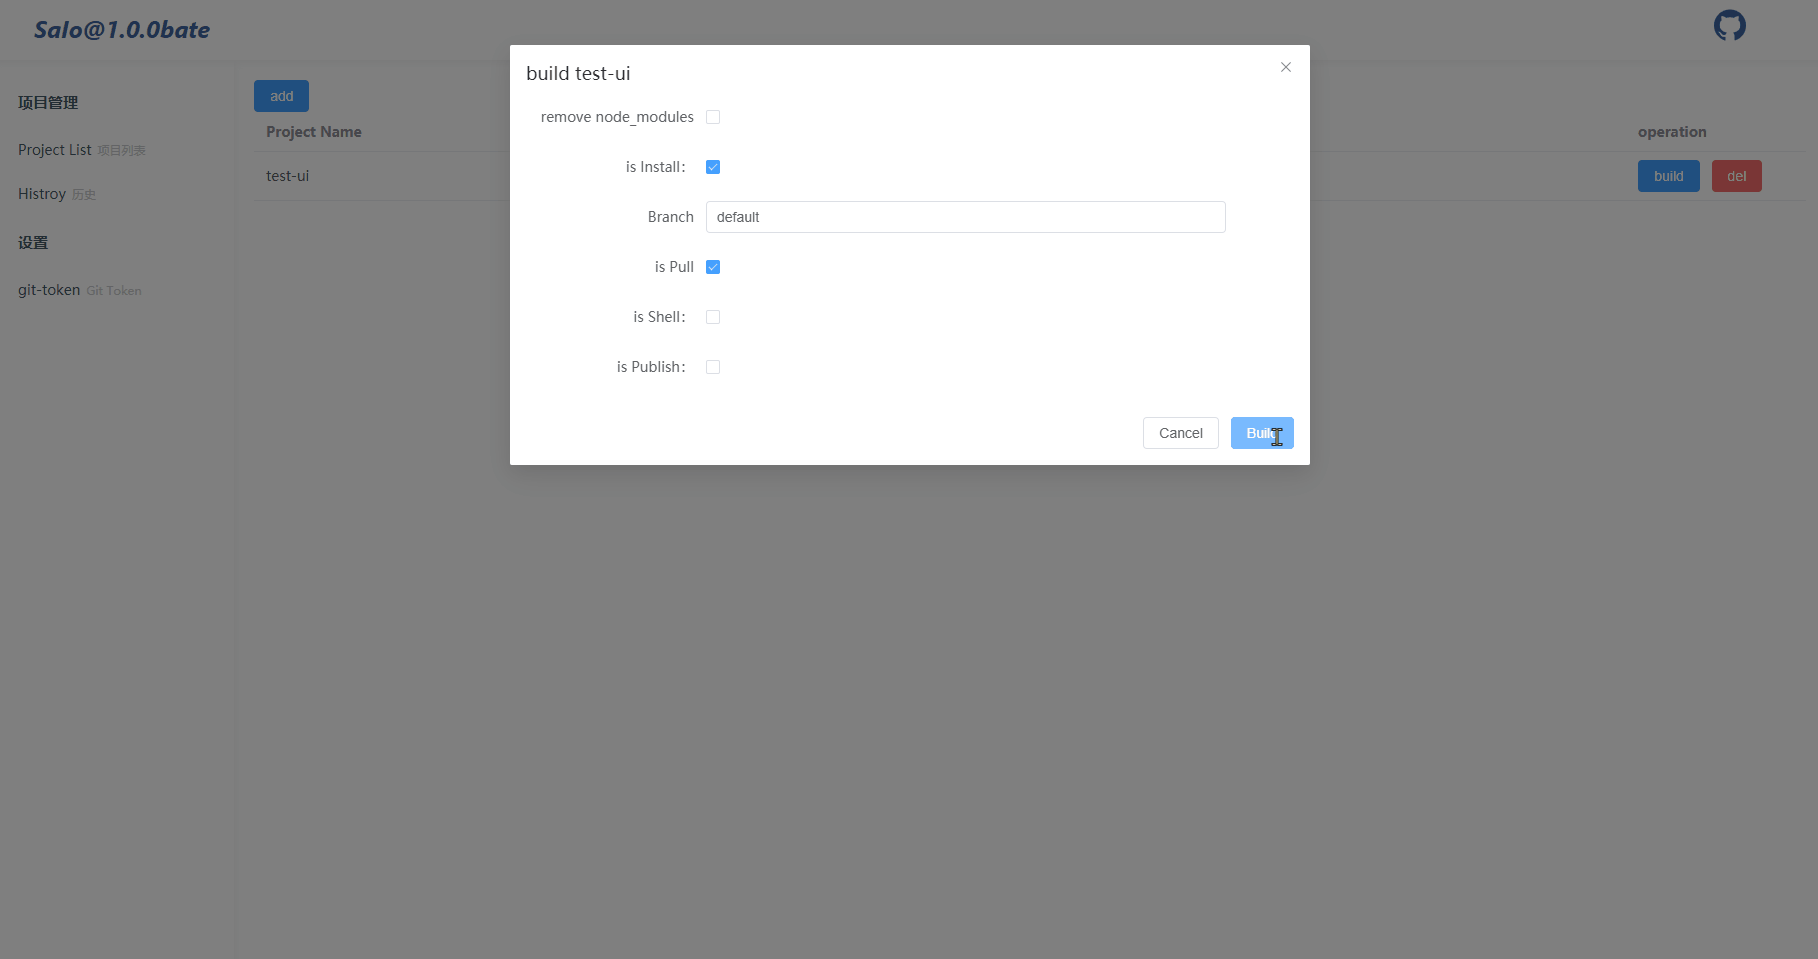 Salo@1.0.0bate
项目管理
Project List 项目列表
Histroy 历史
设置
git-token Git Token
add
Project Name
operation
test-ui
build
del
build test-ui
remove node_modules
is Install：
Branch
default
is Pull
is Shell：
is Publish：
Cancel
Build